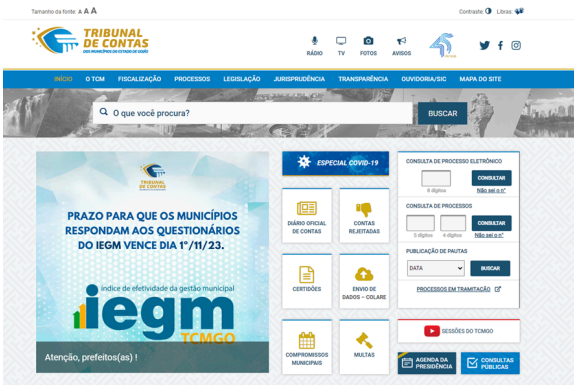 Tamanho da fonte: A A A
Contraste: Libras:
TRIBUNAL
DE CONTAS
DOS MUNICÍPIOS DO ESTADO DE GOIÁS
RÁDIO TV FOTOS AVISOS
INÍCIO O TCM FISCALIZAÇÃO PROCESSOS LEGISLAÇÃO JURISPRUDÊNCIA TRANSPARÊNCIA OUVIDORIA/SIC MAPA DO SITE
O que você procura?
BUSCAR
TRIBUNAL
DE CONTAS
PRAZO PARA QUE OS MUNICÍPIOS
RESPONDAM AOS QUESTIONÁRIOS
DO IEGM VENCE DIA 1º/11/23.
índice de efetividade da gestão municipal
iegm
TCMGO
Atenção, prefeitos(as) !
ESPECIAL COVID-19
DIÁRIO OFICIAL
DE CONTAS
CONTAS
REJEITADAS
CERTIDÕES
ENVIO DE
DADOS – COLARE
COMPROMISSOS
MUNICIPAIS
MULTAS
CONSULTA DE PROCESSO ELETRÔNICO
CONSULTAR
8 dígitos
Não sei o nº
CONSULTA DE PROCESSOS
CONSULTAR
5 dígitos 4 dígitos
Não sei o nº
PUBLICAÇÃO DE PAUTAS
DATA
BUSCAR
PROCESSOS EM TRAMITAÇÃO
SESSÕES DO TCMGO
AGENDA DA
PRESIDÊNCIA
CONSULTAS
PÚBLICAS